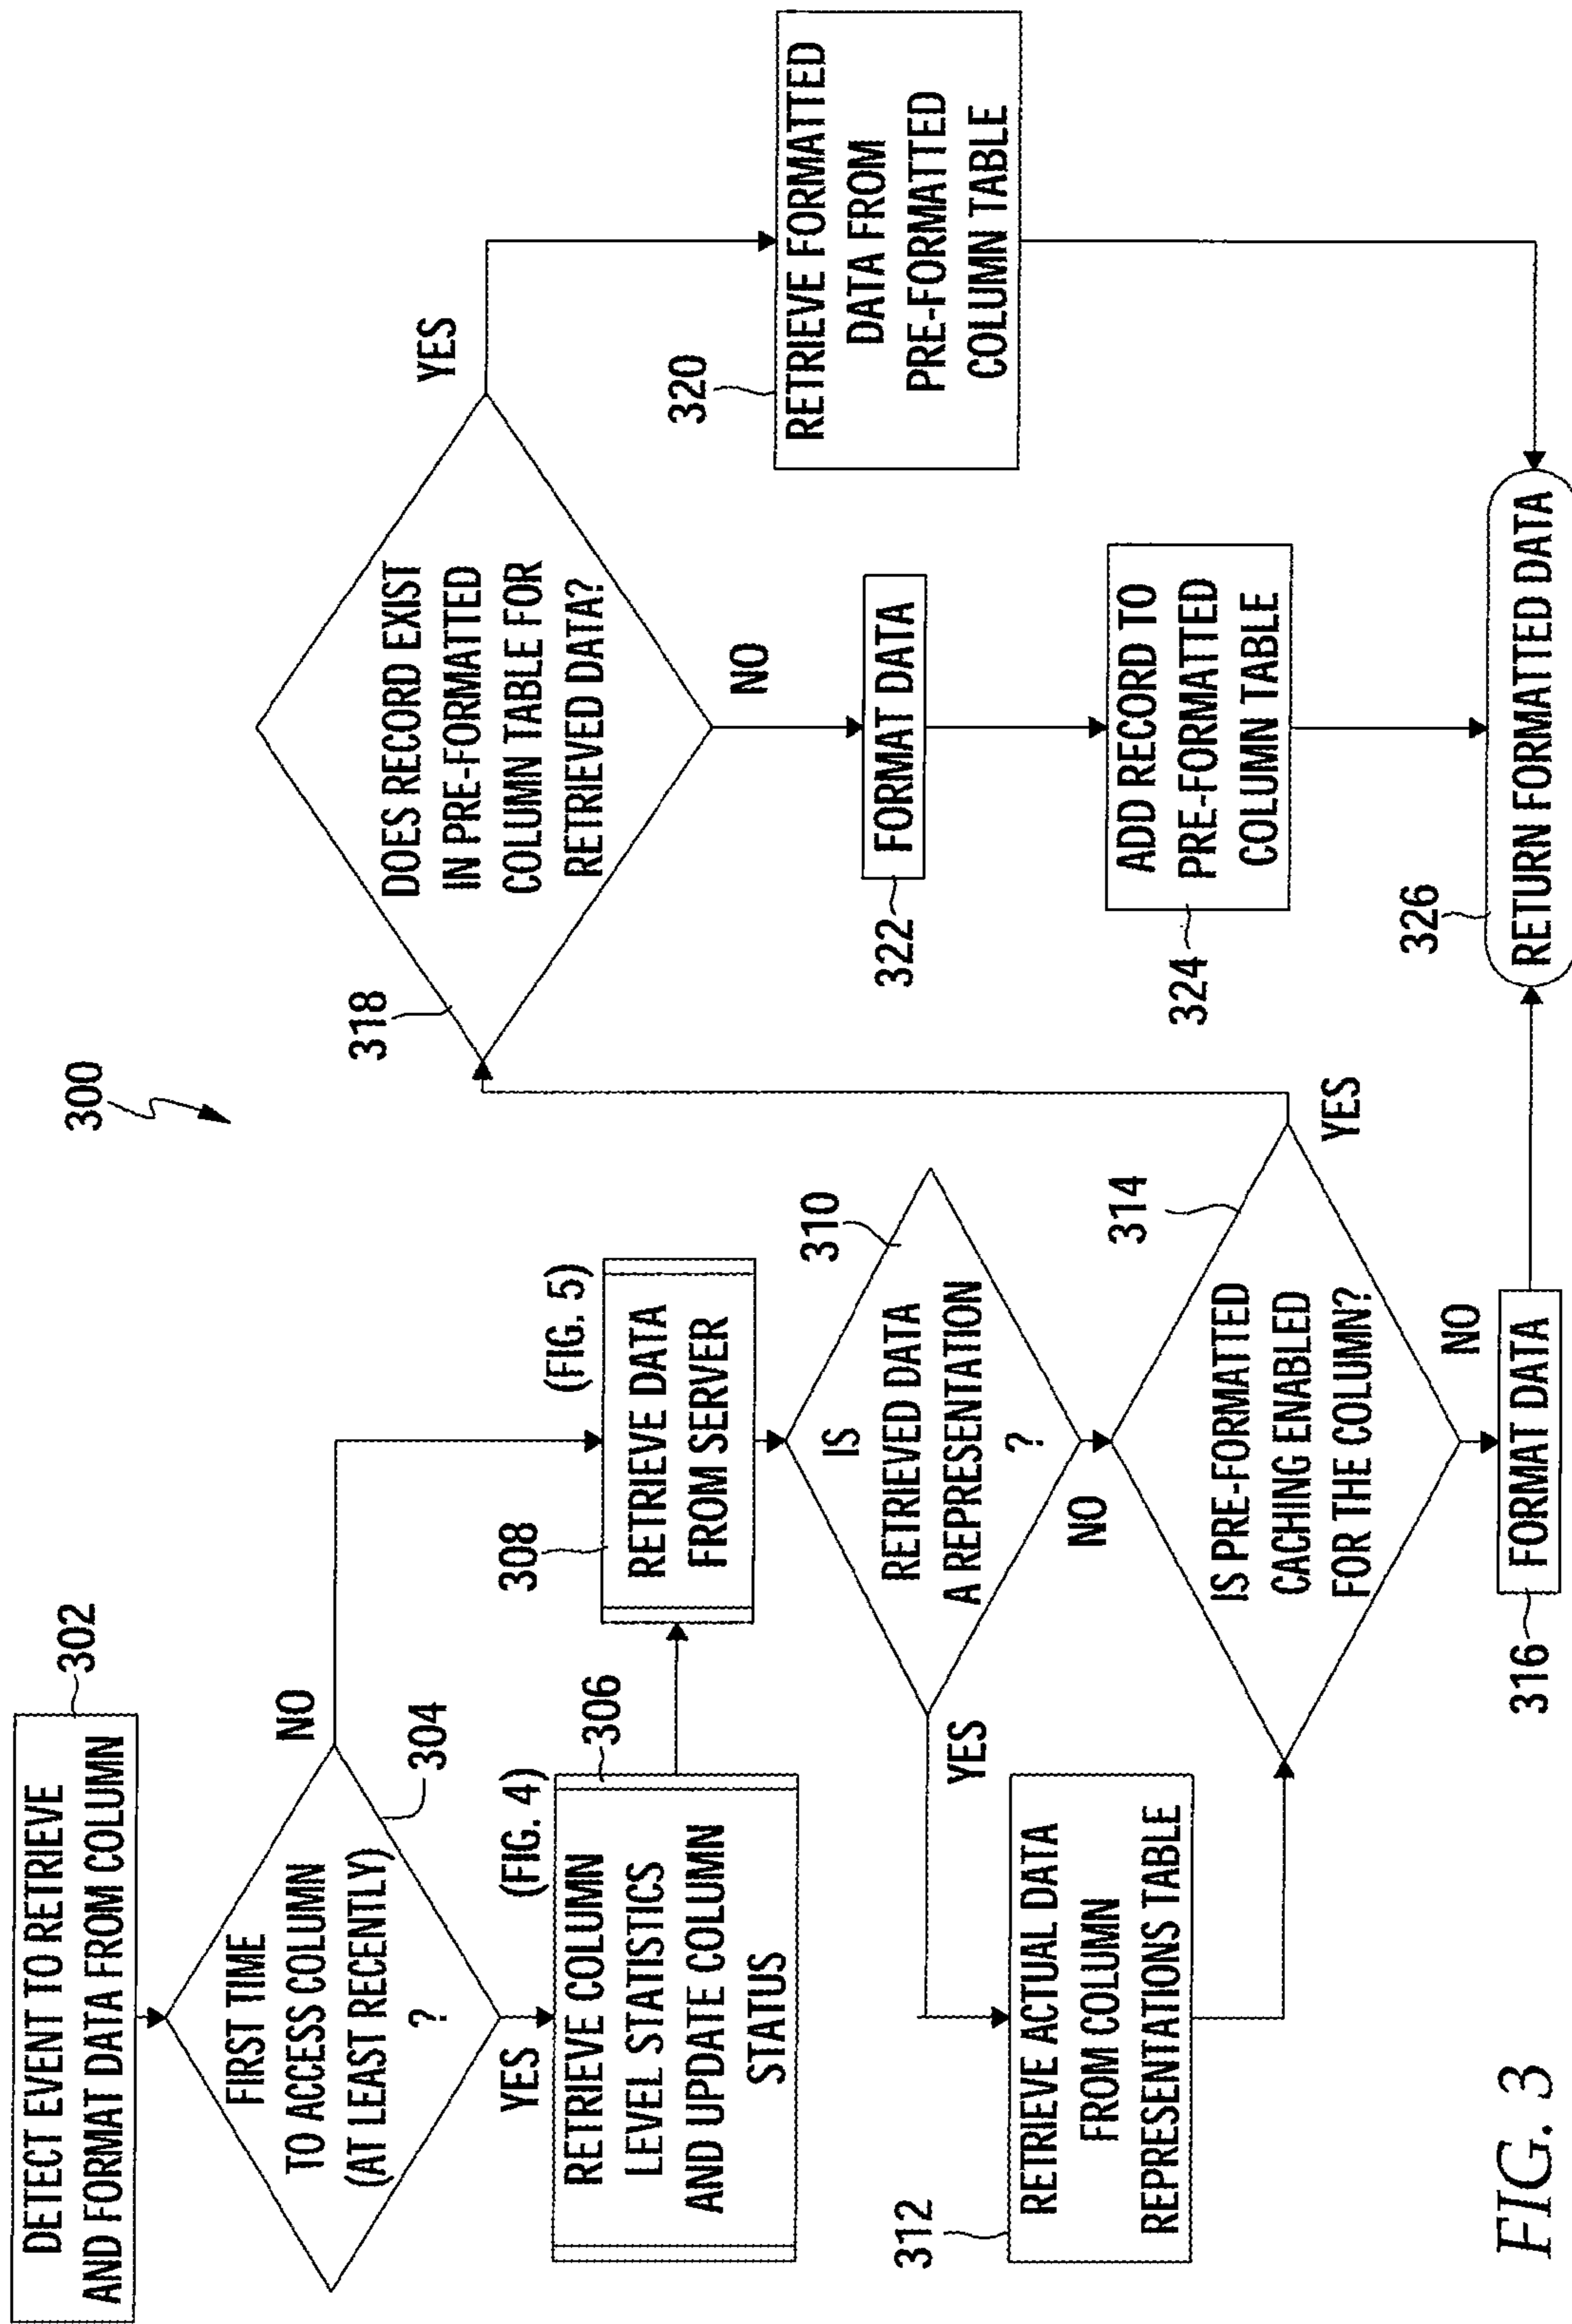 300
DETECT EVENT TO RETRIEVE
AND FORMAT DATA FROM COLUMN
302
FIRST TIME
TO ACCESS COLUMN
(AT LEAST RECENTLY)
?
304
NO
YES
(FIG. 4)
RETRIEVE COLUMN
LEVEL STATISTICS
AND UPDATE COLUMN
STATUS
306
(FIG. 5)
308
RETRIEVE DATA
FROM SERVER
310
IS
RETRIEVED DATA
A REPRESENTATION
?
YES
NO
312
RETRIEVE ACTUAL DATA
FROM COLUMN
REPRESENTATIONS TABLE
314
IS PRE-FORMATTED
CACHING ENABLED
FOR THE COLUMN?
YES
NO
316
FORMAT DATA
318
DOES RECORD EXIST
IN PRE-FORMATTED
COLUMN TABLE FOR
RETRIEVED DATA?
YES
NO
320
RETRIEVE FORMATTED
DATA FROM
PRE-FORMATTED
COLUMN TABLE
322
FORMAT DATA
324
ADD RECORD TO
PRE-FORMATTED
COLUMN TABLE
326
RETURN FORMATTED DATA
FIG. 3